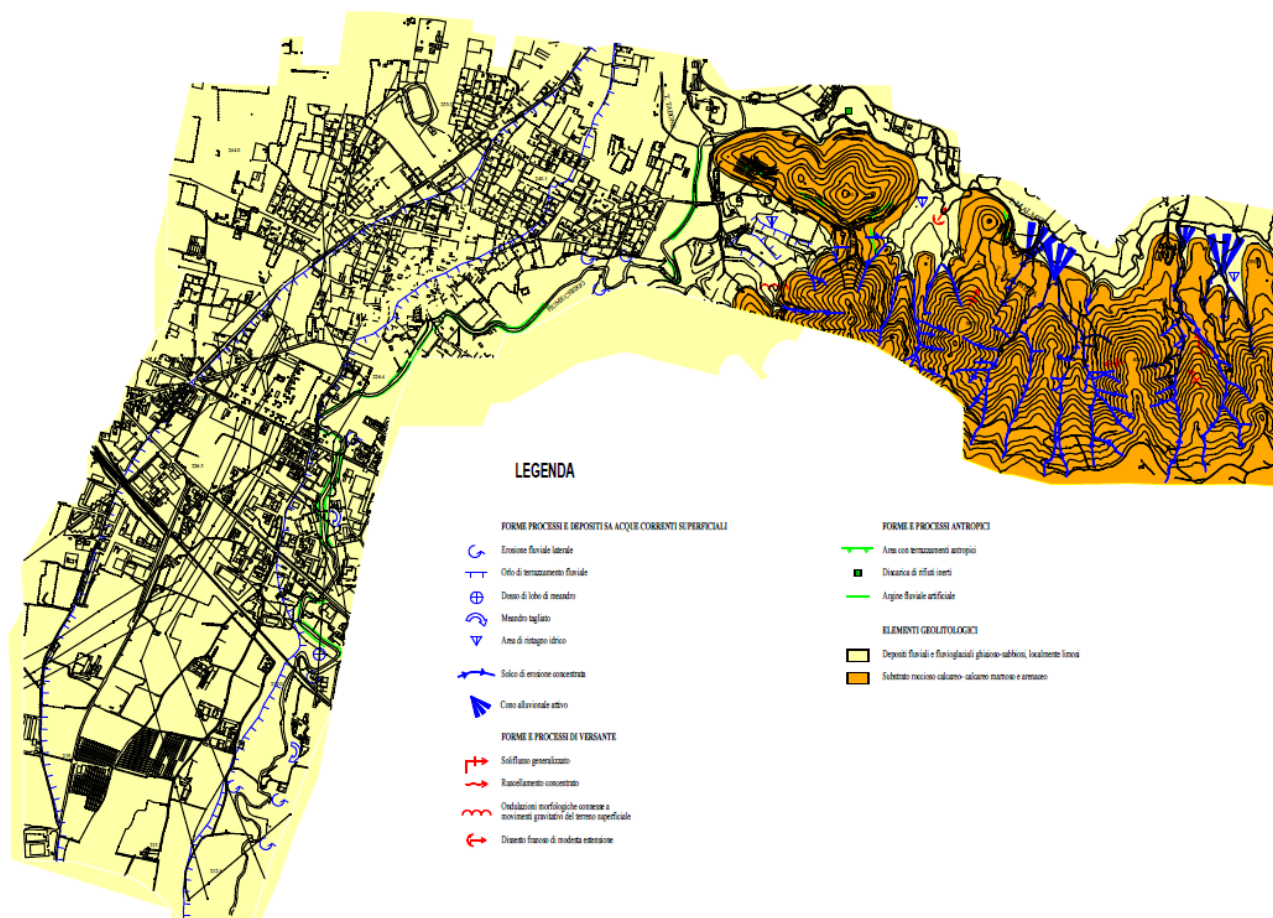 LEGENDA
FORME PROCESSI E DEPOSITI SA ACQUE CORRENTI SUPERFICIALI
Erosione fluviale laterale
Orlo di terrazzamento fluviale
Dosso di lobo di meandro
Meandro tagliato
Area di ristagno idrico
Solco di erosione concentrata
Cono alluvionale attivo
FORME E PROCESSI DI VERSANTE
Soliflusso generalizzato
Ruscellamento concentrato
Ondulazioni morfologiche connesse a
movimenti gravitativi del terreno superficiale
Dissesto franoso di modesta estensione
FORME E PROCESSI ANTROPICI
Area con terrazzamenti antropici
Discarica di rifiuti inerti
Argine fluviale artificiale
ELEMENTI GEOLITOLOGICI
Depositi fluviali e fluvioglaciali ghiaioso-sabbiosi, localmente limosi
Substrato roccioso calcareo- calcareo marnoso e arenaceo
FIUME CHERIO